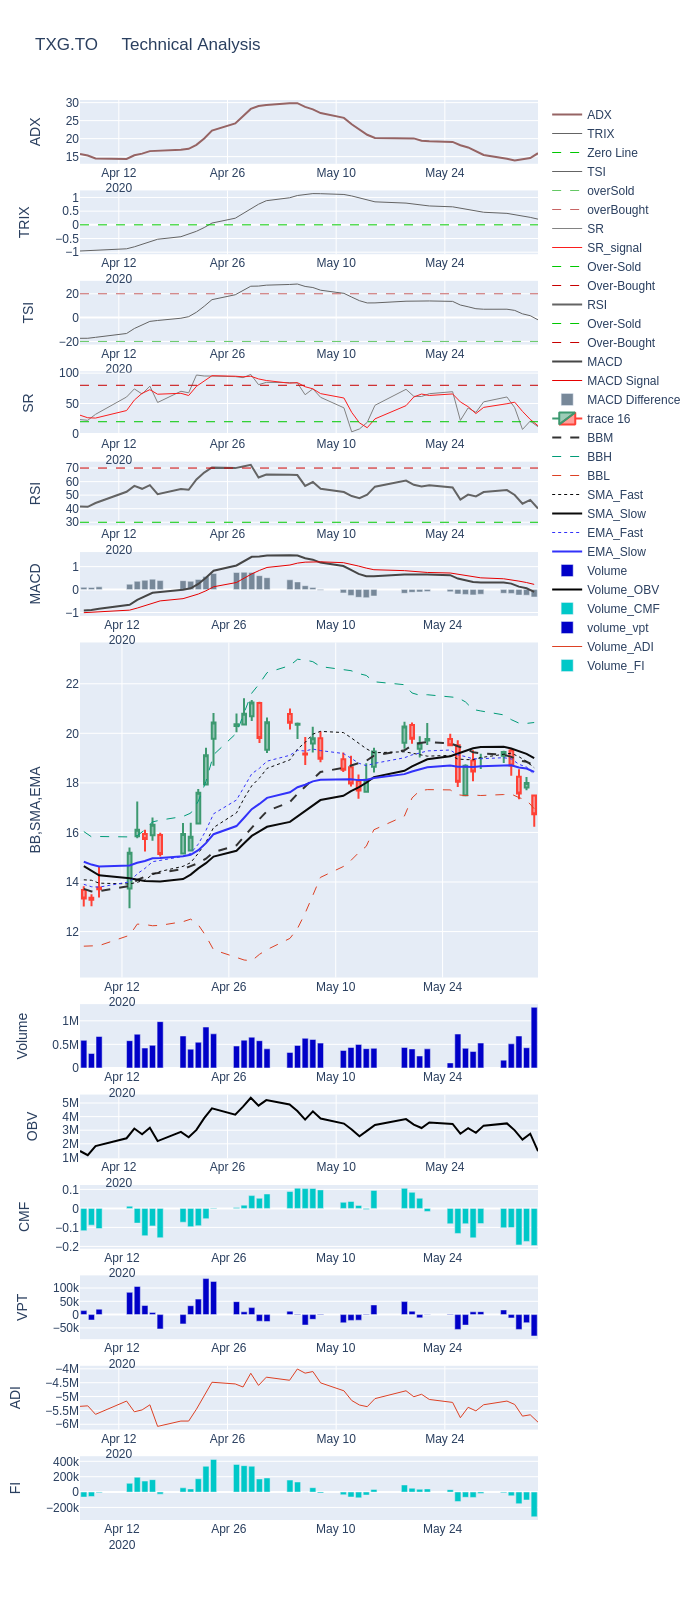 TXG.TO Technical Analysis
ADX
30
25
20
15
Apr 12
2020
Apr 26
May 10
May 24
TRIX
1
0.5
0
−0.5
−1
Apr 12
2020
Apr 26
May 10
May 24
TSI
20
0
−20
Apr 12
2020
Apr 26
May 10
May 24
SR
100
50
0
Apr 12
2020
Apr 26
May 10
May 24
RSI
70
60
50
40
30
Apr 12
2020
Apr 26
May 10
May 24
MACD
1
0
−1
Apr 12
2020
Apr 26
May 10
May 24
BB,SMA,EMA
22
20
18
16
14
12
Apr 12
2020
Apr 26
May 10
May 24
Volume
1M
0.5M
0
Apr 12
2020
Apr 26
May 10
May 24
OBV
5M
4M
3M
2M
1M
Apr 12
2020
Apr 26
May 10
May 24
CMF
0.1
0
−0.1
−0.2
Apr 12
2020
Apr 26
May 10
May 24
VPT
100k
50k
0
−50k
Apr 12
2020
Apr 26
May 10
May 24
ADI
−4M
−4.5M
−5M
−5.5M
−6M
Apr 12
2020
Apr 26
May 10
May 24
FI
400k
200k
0
−200k
Apr 12
2020
Apr 26
May 10
May 24
ADX
TRIX
Zero Line
TSI
overSold
overBought
SR
SR_signal
Over-Sold
Over-Bought
RSI
Over-Sold
Over-Bought
MACD
MACD Signal
MACD Difference
trace 16
BBM
BBH
BBL
SMA_Fast
SMA_Slow
EMA_Fast
EMA_Slow
Volume
Volume_OBV
Volume_CMF
volume_vpt
Volume_ADI
Volume_FI